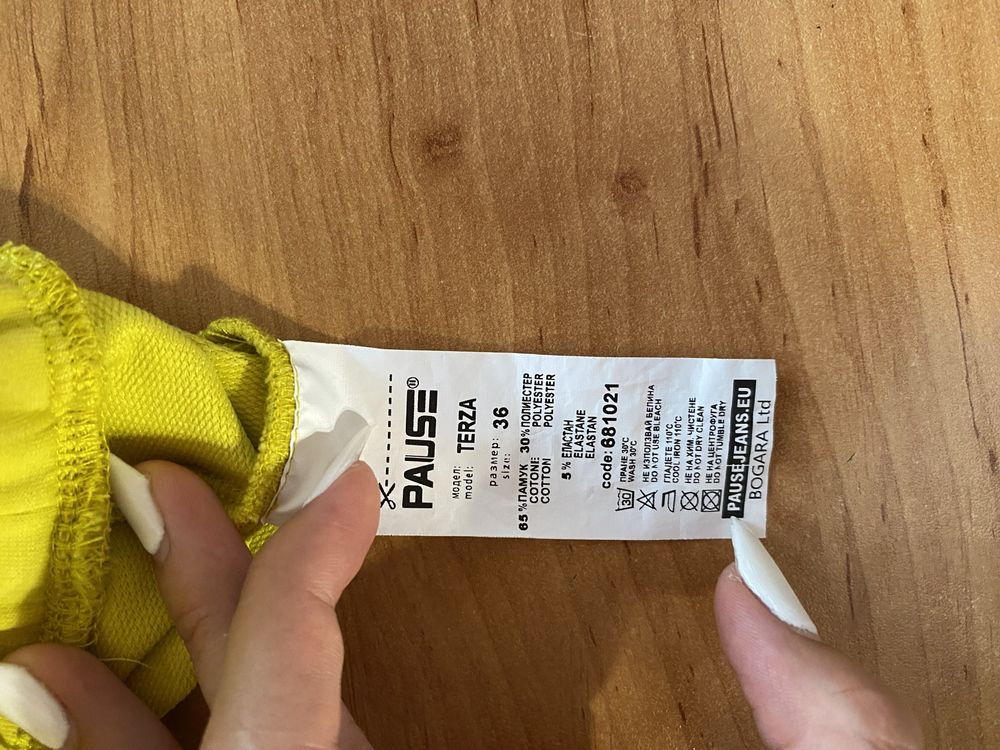 PAUSE®
модел: TERZA
model:
размер: 36
size:
65 %ПАМУК 30%ПОЛИЕСТЕР
COTONE POLYESTER
COTTON POLYESTER
5 % ЕЛАСТАН
ELASTANE
ELASTAN
code: 681021
30 ПРАНЕ 30°C
WASH 30°C
НЕ ИЗПОЛЗВАЙ БЕЛИНА
DO NOT USE BLEACH
ГЛАДЕТЕ 110°C
COOL IRON 110°C
НЕ НА ХИМ. ЧИСТЕНЕ
DO NOT DRY CLEAN
НЕ НА ЦЕНТРОФУГА
DO NOT TUMBLE DRY
PAUSEJEANS.EU
BOGARA Ltd